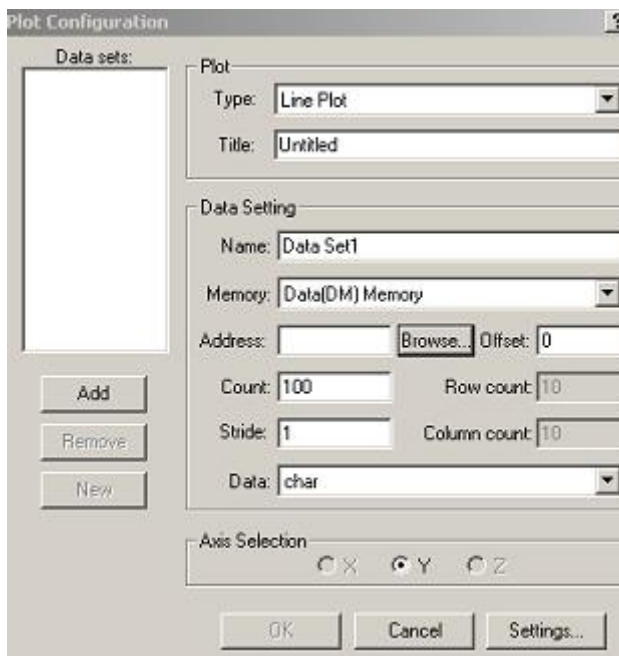 Plot Configuration
?
Data sets:
Add
Remove
New
Plot
Type: Line Plot
Title: Untitled
Data Setting
Name: Data Set1
Memory: Data(DM) Memory
Address: Browse... Offset: 0
Count: 100 Row count: 10
Stride: 1 Column count: 10
Data: char
Axis Selection
X Y Z
OK Cancel Settings...